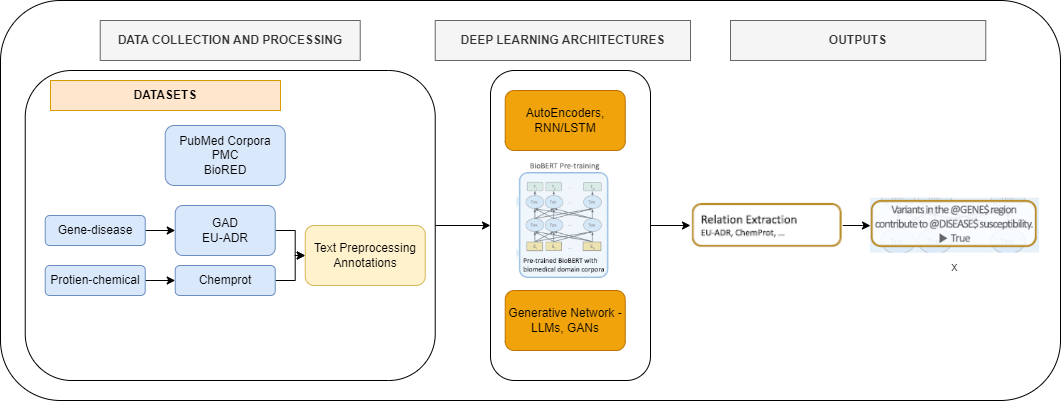 DATA COLLECTION AND PROCESSING
DEEP LEARNING ARCHITECTURES
OUTPUTS
DATASETS
PubMed Corpora
PMC
BioRED
Gene-disease
GAD
EU-ADR
Protien-chemical
Chemprot
Text Preprocessing
Annotations
AutoEncoders,
RNN/LSTM
BioBERT Pre-training
Pre-trained BioBERT with
biomedical domain corpora
Generative Network -
LLMs, GANs
Relation Extraction
EU-ADR, ChemProt, ...
Variants in the @GENE$ region
contribute to @DISEASE$ susceptibility.
▶ True
x